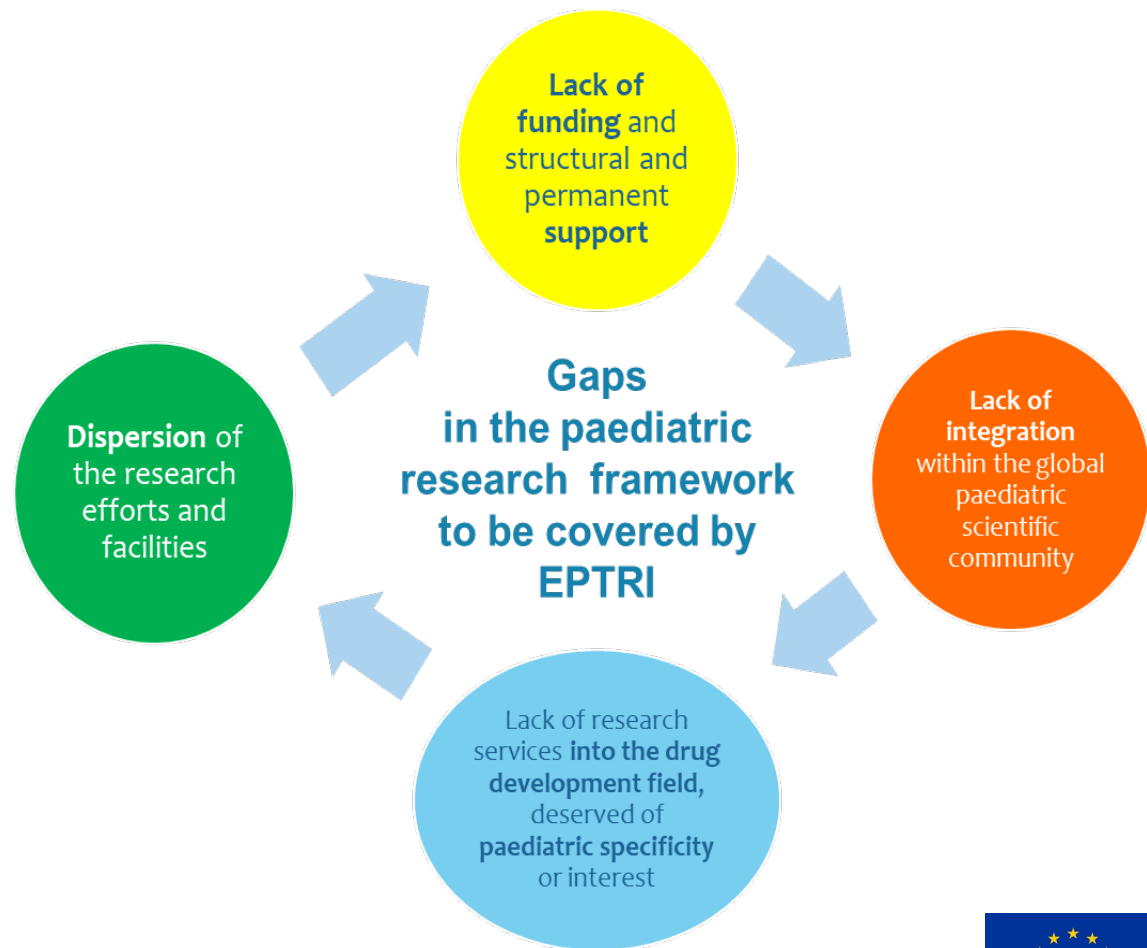 Lack of
funding and
structural and
permanent
support
Gaps
in the paediatric
research framework
to be covered by
EPTRI
Lack of
integration
within the global
paediatric
scientific
community
Lack of research
services into the drug
development field,
deserved of
paediatric specificity
or interest
Dispersion of
the research
efforts and
facilities